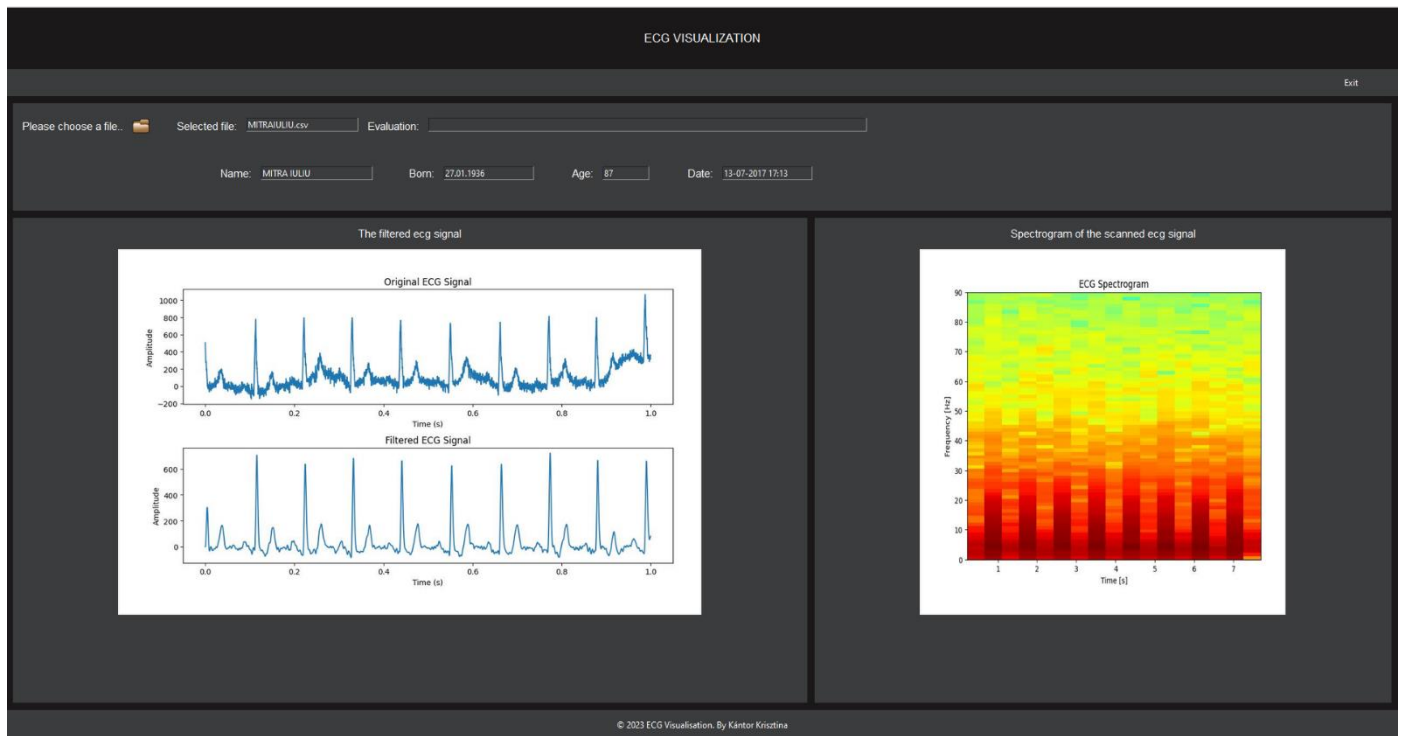 ECG VISUALIZATION
Exit
Please choose a file.. Selected file: MITRAIULIU.csv Evaluation:
Name: MITRA IULIU Born: 27.01.1936 Age: 87 Date: 13-07-2017 17:13
The filtered ecg signal
Original ECG Signal
1000
800
600
400
200
0
-200
Amplitude
0.0 0.2 0.4 0.6 0.8 1.0
Time (s)
Filtered ECG Signal
600
400
200
0
Amplitude
0.0 0.2 0.4 0.6 0.8 1.0
Time (s)
Spectrogram of the scanned ecg signal
ECG Spectrogram
90
80
70
60
50
40
30
20
10
0
Frequency [Hz]
1 2 3 4 5 6 7
Time [s]
© 2023 ECG Visualisation. By Kántor Krisztina